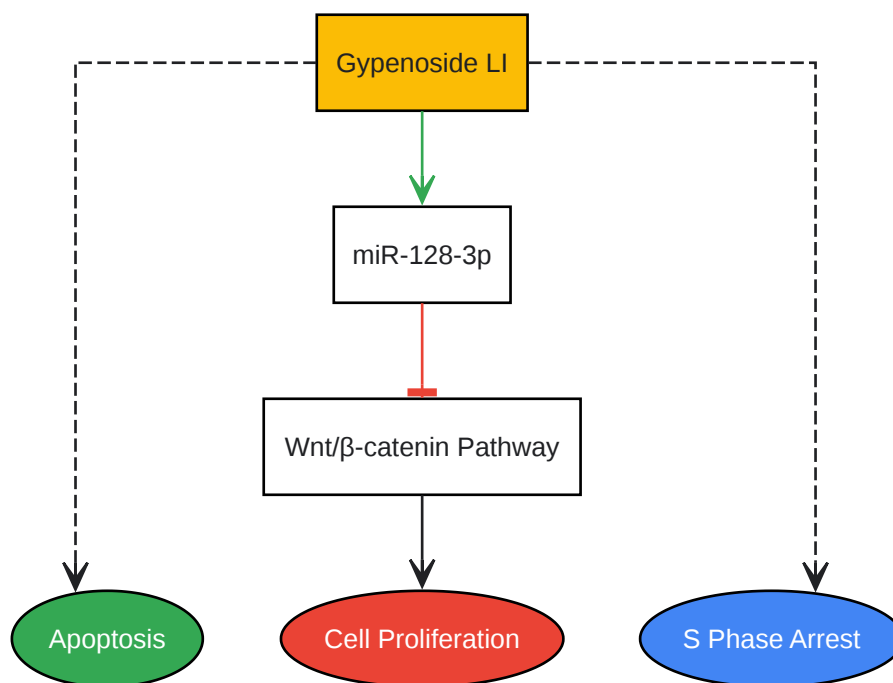 Gypenoside LI
miR-128-3p
Wnt/β-catenin Pathway
Apoptosis
Cell Proliferation
S Phase Arrest